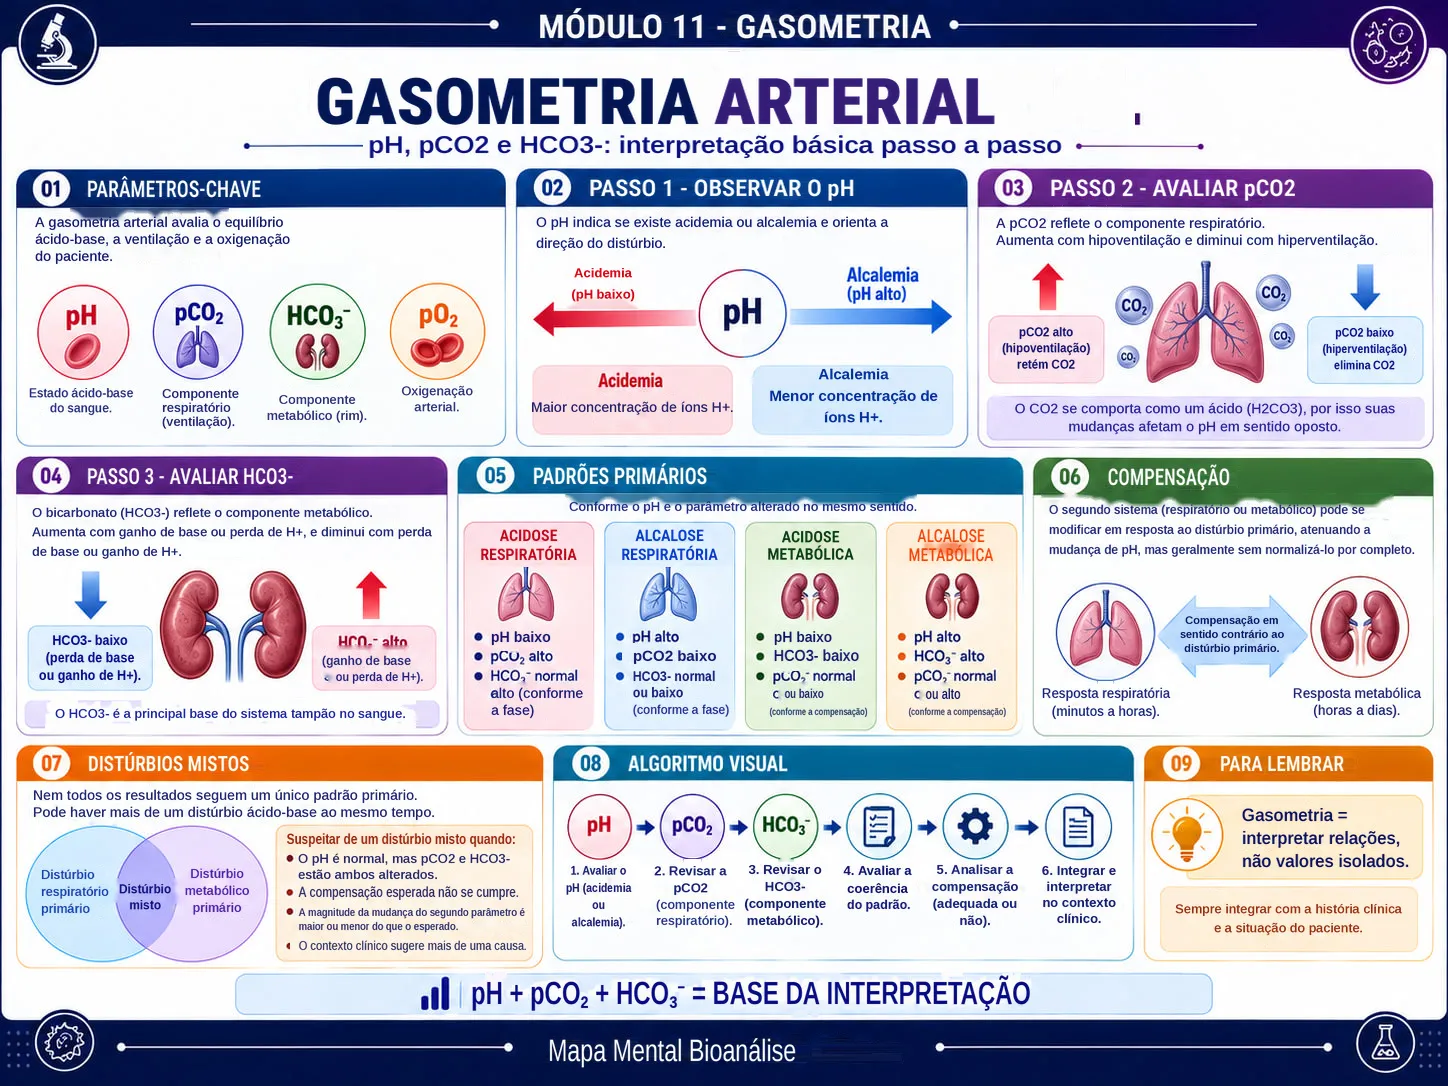 MÓDULO 11 - GASOMETRIA
GASOMETRIA ARTERIAL
pH, pCO2 e HCO3-: interpretação básica passo a passo
01 PARÂMETROS-CHAVE
A gasometria arterial avalia o equilíbrio
ácido-base, a ventilação e a oxigenação
do paciente.
pH
pCO₂
HCO₃⁻
pO₂
Estado ácido-base
do sangue.
Componente
respiratório
(ventilação).
Componente
metabólico (rim).
Oxigenação
arterial.
02 PASSO 1 - OBSERVAR O pH
O pH indica se existe acidemia ou alcalemia e orienta a
direção do distúrbio.
Acidemia
(pH baixo)
pH
Alcalemia
(pH alto)
Acidemia
Maior concentração de íons H+.
Alcalemia
Menor concentração de
íons H+.
03 PASSO 2 - AVALIAR pCO2
A pCO2 reflete o componente respiratório.
Aumenta com hipoventilação e diminui com hiperventilação.
pCO2 alto
(hipoventilação)
retém CO2
CO₂
CO₂
CO₂
CO₂
pCO2 baixo
(hiperventilação)
elimina CO2
O CO2 se comporta como um ácido (H2CO3), por isso suas
mudanças afetam o pH em sentido oposto.
04 PASSO 3 - AVALIAR HCO3-
O bicarbonato (HCO3-) reflete o componente metabólico.
Aumenta com ganho de base ou perda de H+, e diminui com perda
de base ou ganho de H+.
HCO3- baixo
(perda de base
ou ganho de H+).
HCO₃⁻ alto
(ganho de base
ou perda de H+).
O HCO3- é a principal base do sistema tampão no sangue.
05 PADRÕES PRIMÁRIOS
Conforme o pH e o parâmetro alterado no mesmo sentido.
ACIDOSE
RESPIRATÓRIA
pH baixo
pCO₂ alto
HCO₃⁻ normal
alto (conforme
a fase)
ALCALOSE
RESPIRATÓRIA
pH alto
pCO2 baixo
HCO3- normal
ou baixo
(conforme a fase)
ACIDOSE
METABÓLICA
pH baixo
HCO3- baixo
pCO₂⁻ normal
ou baixo
(conforme a compensação)
ALCALOSE
METABÓLICA
pH alto
HCO₃⁻ alto
pCO₂⁻ normal
ou alto
(conforme a compensação)
06 COMPENSAÇÃO
O segundo sistema (respiratório ou metabólico) pode se
modificar em resposta ao distúrbio primário, atenuando a
mudança de pH, mas geralmente sem normalizá-lo por completo.
Compensação em
sentido contrário ao
distúrbio primário.
Resposta respiratória
(minutos a horas).
Resposta metabólica
(horas a dias).
07 DISTÚRBIOS MISTOS
Nem todos os resultados seguem um único padrão primário.
Pode haver mais de um distúrbio ácido-base ao mesmo tempo.
Distúrbio
respiratório
primário
Distúrbio
misto
Distúrbio
metabólico
primário
Suspeitar de um distúrbio misto quando:
O pH é normal, mas pCO2 e HCO3-
estão ambos alterados.
A compensação esperada não se cumpre.
A magnitude da mudança do segundo parâmetro é
maior ou menor do que o esperado.
O contexto clínico sugere mais de uma causa.
08 ALGORITMO VISUAL
pH
pCO₂
HCO₃⁻
1. Avaliar o
pH (acidemia
ou
alcalemia).
2. Revisar a
pCO2
(componente
respiratório).
3. Revisar o
HCO3-
(componente
metabólico).
4. Avaliar a
coerência
do padrão.
5. Analisar a
compensação
(adequada ou
não).
6. Integrar e
interpretar
no contexto
clínico.
09 PARA LEMBRAR
Gasometria =
interpretar relações,
não valores isolados.
Sempre integrar com a história clínica
e a situação do paciente.
pH + pCO₂ + HCO₃⁻ = BASE DA INTERPRETAÇÃO
Mapa Mental Bioanálise